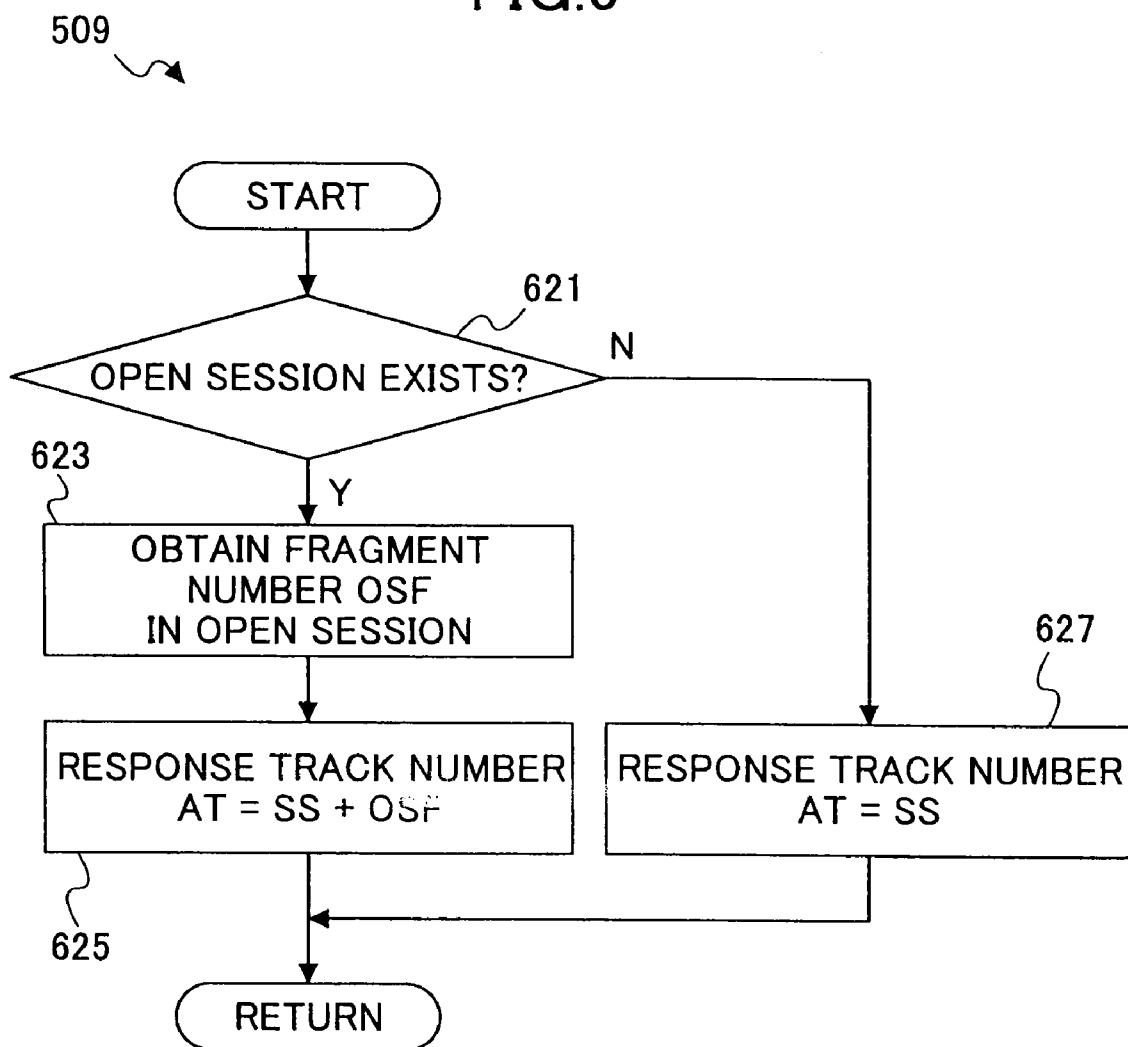 509
START
621
OPEN SESSION EXISTS?
N
623
Y
OBTAIN FRAGMENT
NUMBER OSF
IN OPEN SESSION
627
RESPONSE TRACK NUMBER
AT = SS + OSF
RESPONSE TRACK NUMBER
AT = SS
625
RETURN